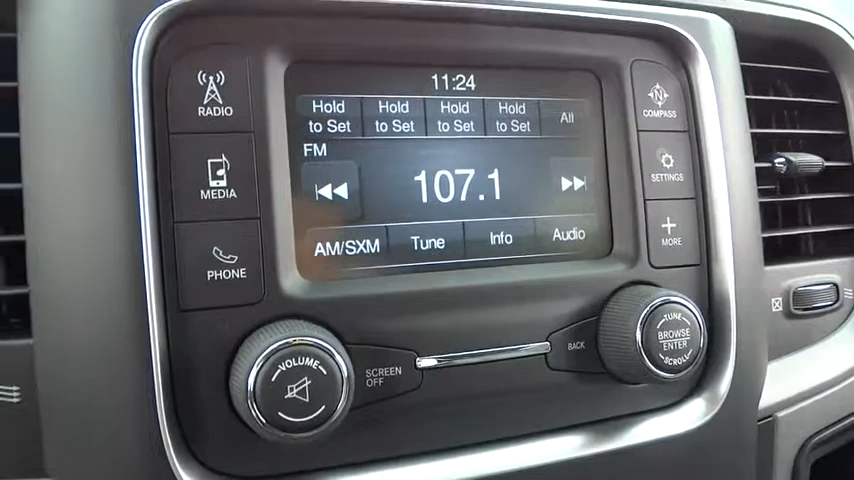 11:24
Hold Hold Hold Hold All
to Set to Set to Set to Set
FM
107.1
AM/SXM Tune Info Audio
RADIO
MEDIA
PHONE
N
COMPASS
SETTINGS
MORE
VOLUME
SCREEN
OFF
BACK
TUNE
BROWSE
ENTER
SCROLL